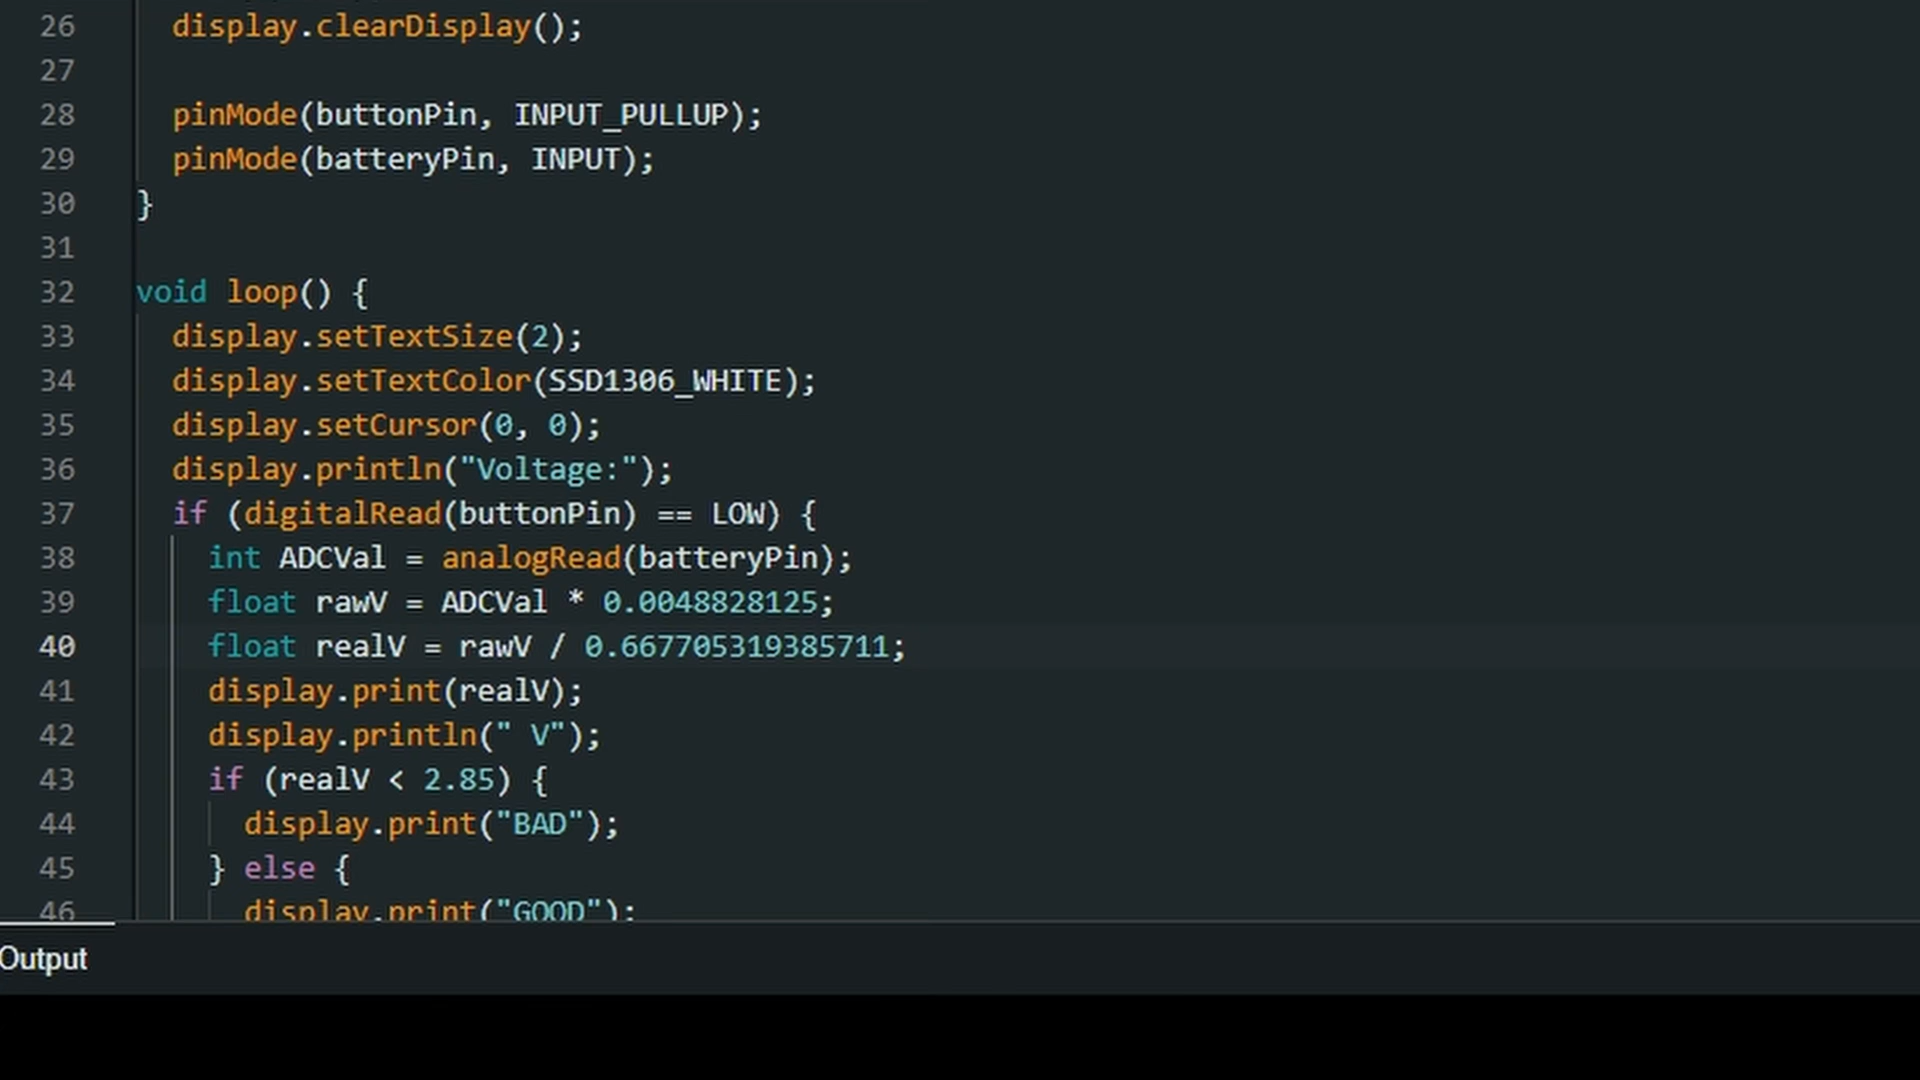 26 display.clearDisplay();
27
28 pinMode(buttonPin, INPUT_PULLUP);
29 pinMode(batteryPin, INPUT);
30 }
31
32 void loop() {
33 display.setTextSize(2);
34 display.setTextColor(SSD1306_WHITE);
35 display.setCursor(0, 0);
36 display.println("Voltage:");
37 if (digitalRead(buttonPin) == LOW) {
38 int ADCVal = analogRead(batteryPin);
39 float rawV = ADCVal * 0.0048828125;
40 float realV = rawV / 0.667705319385711;
41 display.print(realV);
42 display.println(" V");
43 if (realV < 2.85) {
44 display.print("BAD");
45 } else {
46 display.print("GOOD");
Output